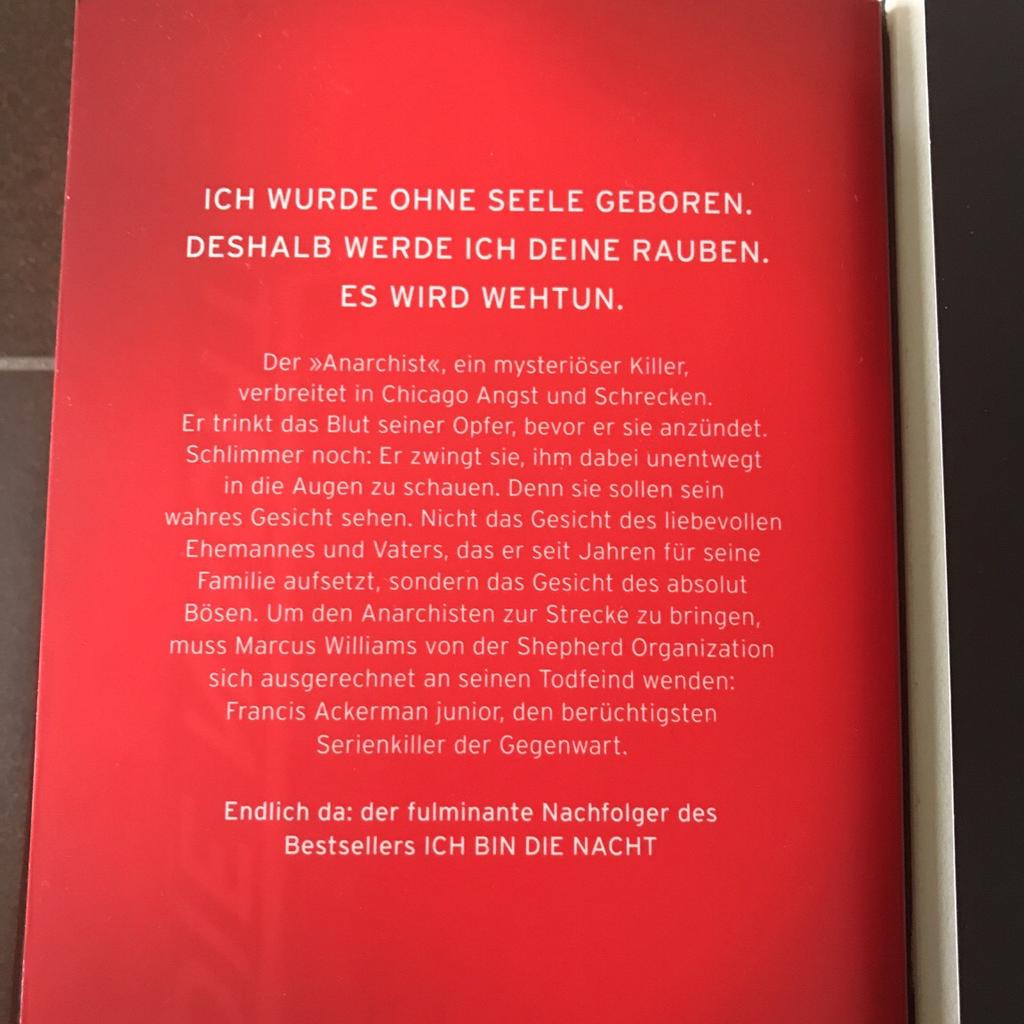 ICH WURDE OHNE SEELE GEBOREN.
DESHALB WERDE ICH DEINE RAUBEN.
ES WIRD WEHTUN.
Der »Anarchist«, ein mysteriöser Killer,
verbreitet in Chicago Angst und Schrecken.
Er trinkt das Blut seiner Opfer, bevor er sie anzündet.
Schlimmer noch: Er zwingt sie, ihm dabei unentwegt
in die Augen zu schauen. Denn sie sollen sein
wahres Gesicht sehen. Nicht das Gesicht des liebevollen
Ehemannes und Vaters, das er seit Jahren für seine
Familie aufsetzt, sondern das Gesicht des absolut
Bösen. Um den Anarchisten zur Strecke zu bringen,
muss Marcus Williams von der Shepherd Organization
sich ausgerechnet an seinen Todfeind wenden:
Francis Ackerman junior, den berüchtigsten
Serienkiller der Gegenwart.
Endlich da: der fulminante Nachfolger des
Bestsellers ICH BIN DIE NACHT